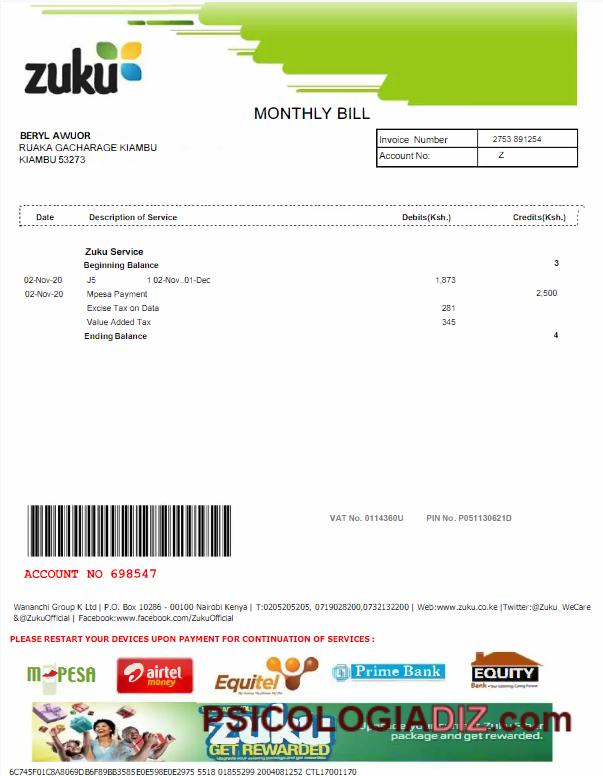 zuku
MONTHLY BILL
BERYL AWUOR
RUAKA GACHARAGE KIAMBU
KIAMBU 53273
Invoice Number 2753 891254
Account No: Z
Date Description of Service Debits(Ksh.) Credits(Ksh.)
Zuku Service
Beginning Balance 3
02-Nov-20 J5 1 02-Nov..01-Dec 1,873
02-Nov-20 Mpesa Payment 2,500
Excise Tax on Data 281
Value Added Tax 345
Ending Balance 4
VAT No. 0114360U PIN No. P051130621D
ACCOUNT NO 698547
Wananchi Group K Ltd | P.O. Box 10286 - 00100 Nairobi Kenya | T:0205205205, 0719028200,0732132200 | Web:www.zuku.co.ke |Twitter:@Zuku_WeCare
&@ZukuOfficial | Facebook:www.facebook.com/ZukuOfficial
PLEASE RESTART YOUR DEVICES UPON PAYMENT FOR CONTINUATION OF SERVICES :
M-PESA airtel money Equitel Prime Bank EQUITY Bank
PSICOLOGIADIZ.com
ZUKU
GET REWARDED
package and get rewarded.
6C745F01C8A8069DB6F89BB3585E0E598E0E2975 5518 01855299 2004081252 CTL17001170